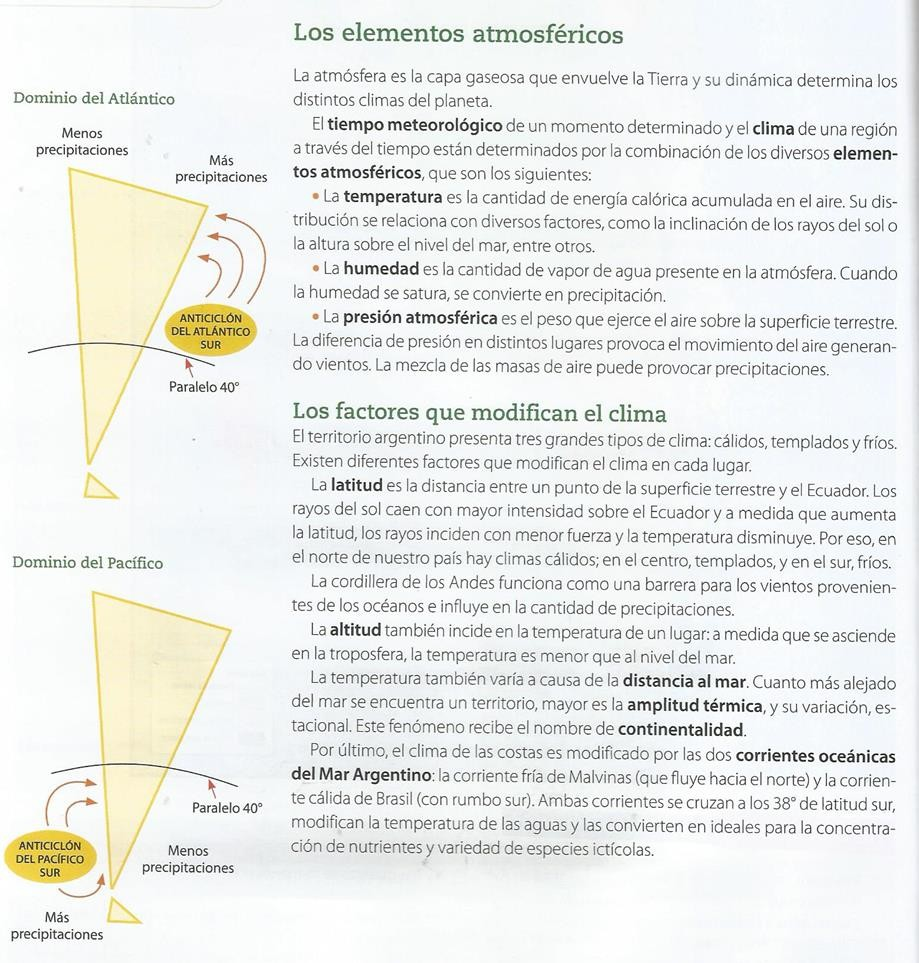 Los elementos atmosféricos
La atmósfera es la capa gaseosa que envuelve la Tierra y su dinámica determina los
distintos climas del planeta.
El tiempo meteorológico de un momento determinado y el clima de una región
a través del tiempo están determinados por la combinación de los diversos elemen-
tos atmosféricos, que son los siguientes:
• La temperatura es la cantidad de energía calórica acumulada en el aire. Su dis-
tribución se relaciona con diversos factores, como la inclinación de los rayos del sol o
la altura sobre el nivel del mar, entre otros.
• La humedad es la cantidad de vapor de agua presente en la atmósfera. Cuando
la humedad se satura, se convierte en precipitación.
• La presión atmosférica es el peso que ejerce el aire sobre la superficie terrestre.
La diferencia de presión en distintos lugares provoca el movimiento del aire generan-
do vientos. La mezcla de las masas de aire puede provocar precipitaciones.
Los factores que modifican el clima
El territorio argentino presenta tres grandes tipos de clima: cálidos, templados y fríos.
Existen diferentes factores que modifican el clima en cada lugar.
La latitud es la distancia entre un punto de la superficie terrestre y el Ecuador. Los
rayos del sol caen con mayor intensidad sobre el Ecuador y a medida que aumenta
la latitud, los rayos inciden con menor fuerza y la temperatura disminuye. Por eso, en
el norte de nuestro país hay climas cálidos; en el centro, templados, y en el sur, fríos.
La cordillera de los Andes funciona como una barrera para los vientos provenien-
tes de los océanos e influye en la cantidad de precipitaciones.
La altitud también incide en la temperatura de un lugar: a medida que se asciende
en la troposfera, la temperatura es menor que al nivel del mar.
La temperatura también varía a causa de la distancia al mar. Cuanto más alejado
del mar se encuentra un territorio, mayor es la amplitud térmica, y su variación, es-
tacional. Este fenómeno recibe el nombre de continentalidad.
Por último, el clima de las costas es modificado por las dos corrientes oceánicas
del Mar Argentino: la corriente fría de Malvinas (que fluye hacia el norte) y la corrien-
te cálida de Brasil (con rumbo sur). Ambas corrientes se cruzan a los 38° de latitud sur,
modifican la temperatura de las aguas y las convierten en ideales para la concentra-
ción de nutrientes y variedad de especies ictícolas.
Dominio del Atlántico
Menos
precipitaciones
Más
precipitaciones
ANTICICLÓN
DEL ATLÁNTICO
SUR
Paralelo 40°
Dominio del Pacífico
Paralelo 40°
ANTICICLÓN
DEL PACÍFICO
SUR
Menos
precipitaciones
Más
precipitaciones